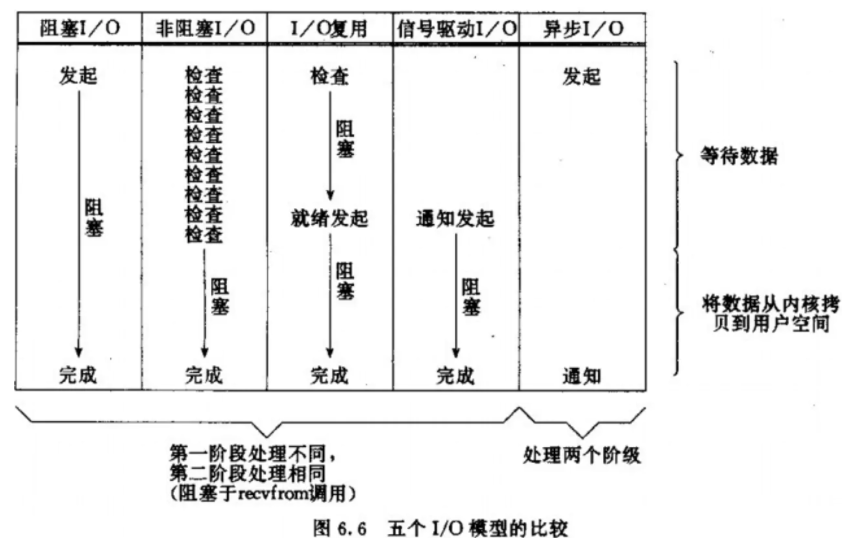 阻塞I/O 非阻塞I/O I/O复用 信号驱动I/O 异步I/O
发起 检查 检查 发起
检查
检查
检查
检查
检查
检查
检查
检查
阻塞
阻塞
就绪发起 通知发起
阻塞
阻塞
阻塞
完成 完成 完成 完成 通知
等待数据
将数据从内核拷
贝到用户空间
第一阶段处理不同，
第二阶段处理相同
（阻塞于recvfrom调用）
处理两个阶级
图 6.6 五个 I/O 模型的比较